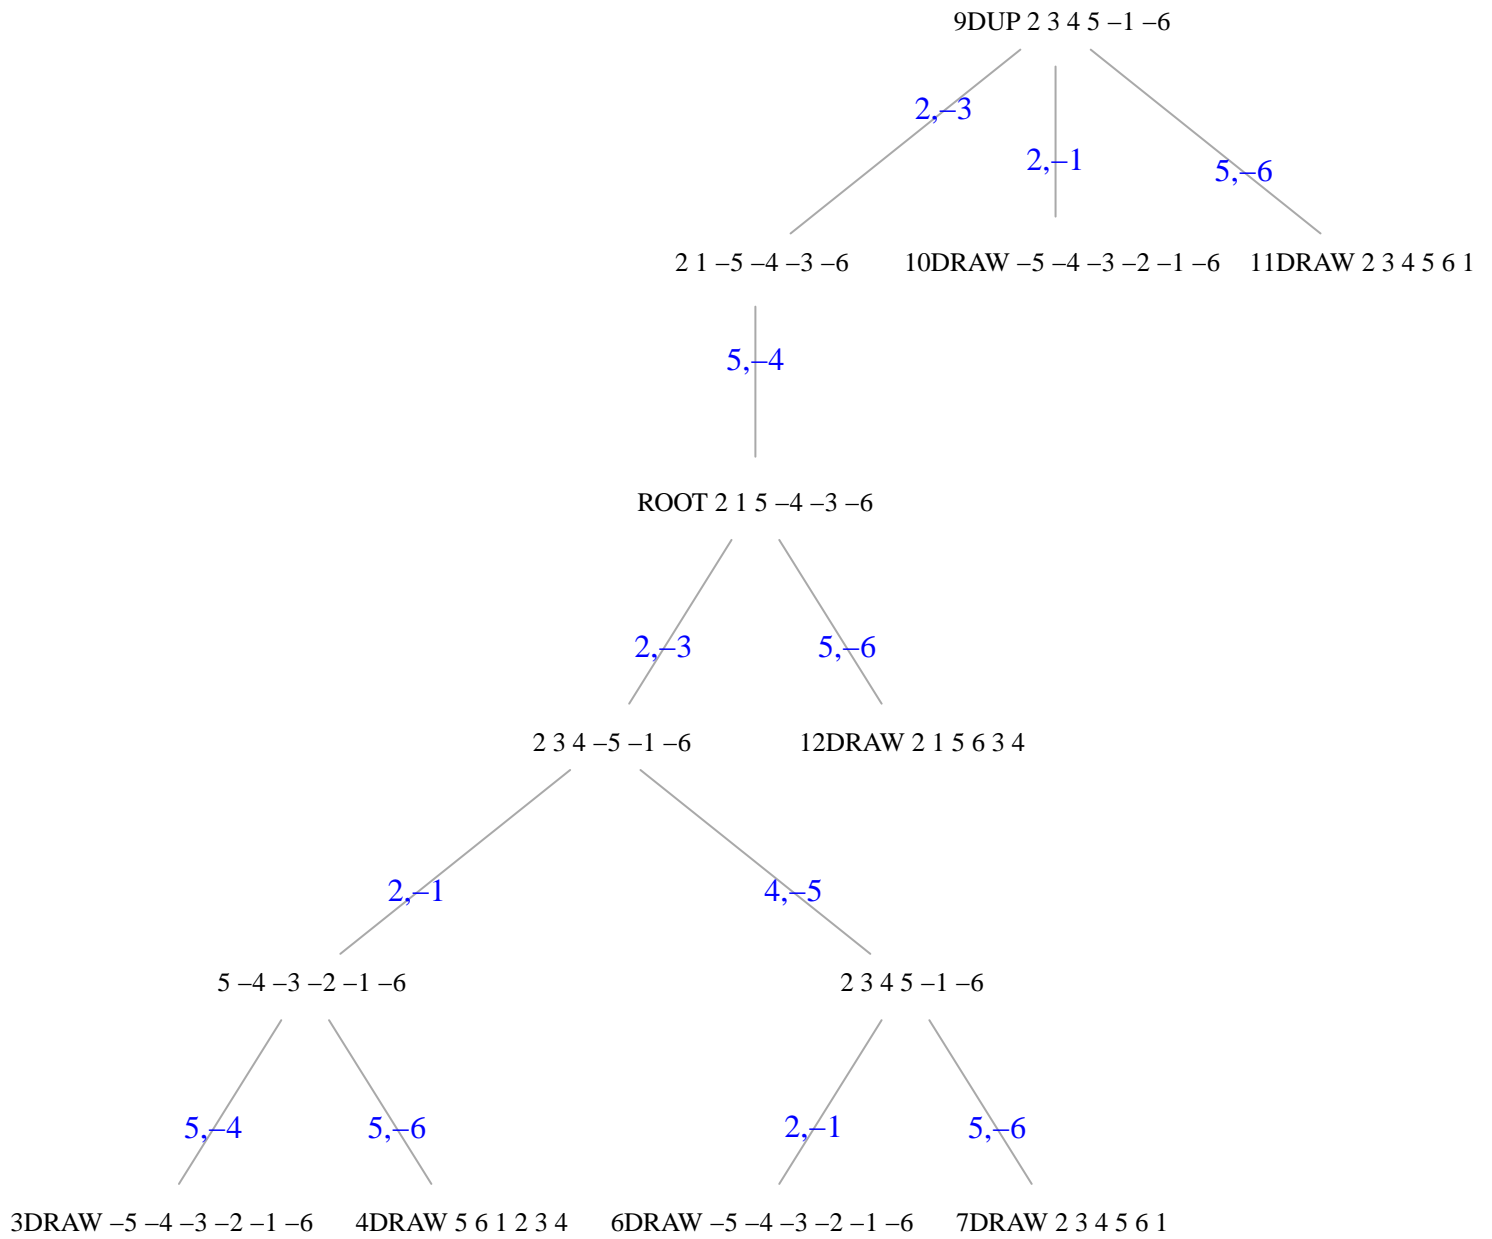 9DUP 2 3 4 5 –1 –6
2,–3
2,–1
5,–6
2 1 –5 –4 –3 –6
10DRAW –5 –4 –3 –2 –1 –6
11DRAW 2 3 4 5 6 1
5,–4
ROOT 2 1 5 –4 –3 –6
2,–3
5,–6
2 3 4 –5 –1 –6
12DRAW 2 1 5 6 3 4
2,–1
4,–5
5 –4 –3 –2 –1 –6
2 3 4 5 –1 –6
5,–4
5,–6
2,–1
5,–6
3DRAW –5 –4 –3 –2 –1 –6
4DRAW 5 6 1 2 3 4
6DRAW –5 –4 –3 –2 –1 –6
7DRAW 2 3 4 5 6 1